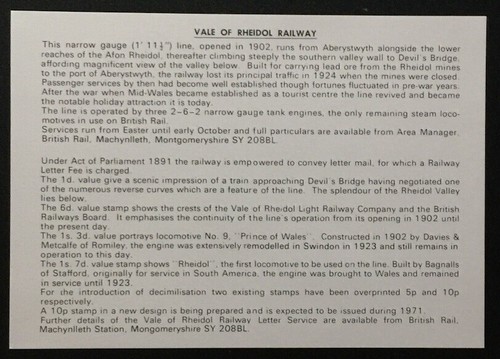 VALE OF RHEIDOL RAILWAY
This narrow gauge (1' 11½") line, opened in 1902, runs from Aberystwyth alongside the lower
reaches of the Afon Rheidol, thereafter climbing steeply the southern valley wall to Devil's Bridge,
affording magnificent view of the valley below. Built for carrying lead ore from the Rheidol mines
to the port of Aberystwyth, the railway lost its principal traffic in 1924 when the mines were closed.
Passenger services by then had become well established though fortunes fluctuated in pre-war years.
After the war when Mid-Wales became established as a tourist centre the line revived and became
the notable holiday attraction it is today.
The line is operated by three 2-6-2 narrow gauge tank engines, the only remaining steam loco-
motives in use on British Rail.
Services run from Easter until early October and full particulars are available from Area Manager,
British Rail, Machynlleth, Montgomeryshire SY 208BL.
Under Act of Parliament 1891 the railway is empowered to convey letter mail, for which a Railway
Letter Fee is charged.
The 1d. value give a scenic impression of a train approaching Devil's Bridge having negotiated one
of the numerous reverse curves which are a feature of the line. The splendour of the Rheidol Valley
lies below.
The 6d. value stamp shows the crests of the Vale of Rheidol Light Railway Company and the British
Railways Board. It emphasises the continuity of the line's operation from its opening in 1902 until
the present day.
The 1s. 3d. value portrays locomotive No. 9, "Prince of Wales". Constructed in 1902 by Davies &
Metcalfe of Romiley, the engine was extensively remodelled in Swindon in 1923 and still remains in
operation to this day.
The 1s. 7d. value stamp shows "Rheidol", the first locomotive to be used on the line. Built by Bagnalls
of Stafford, originally for service in South America, the engine was brought to Wales and remained
in service until 1923.
For the introduction of decimilisation two existing stamps have been overprinted 5p and 10p
respectively.
A 10p stamp in a new design is being prepared and is expected to be issued during 1971.
Further details of the Vale of Rheidol Railway Letter Service are available from British Rail,
Machynlleth Station, Mongomeryshire SY 208BL.